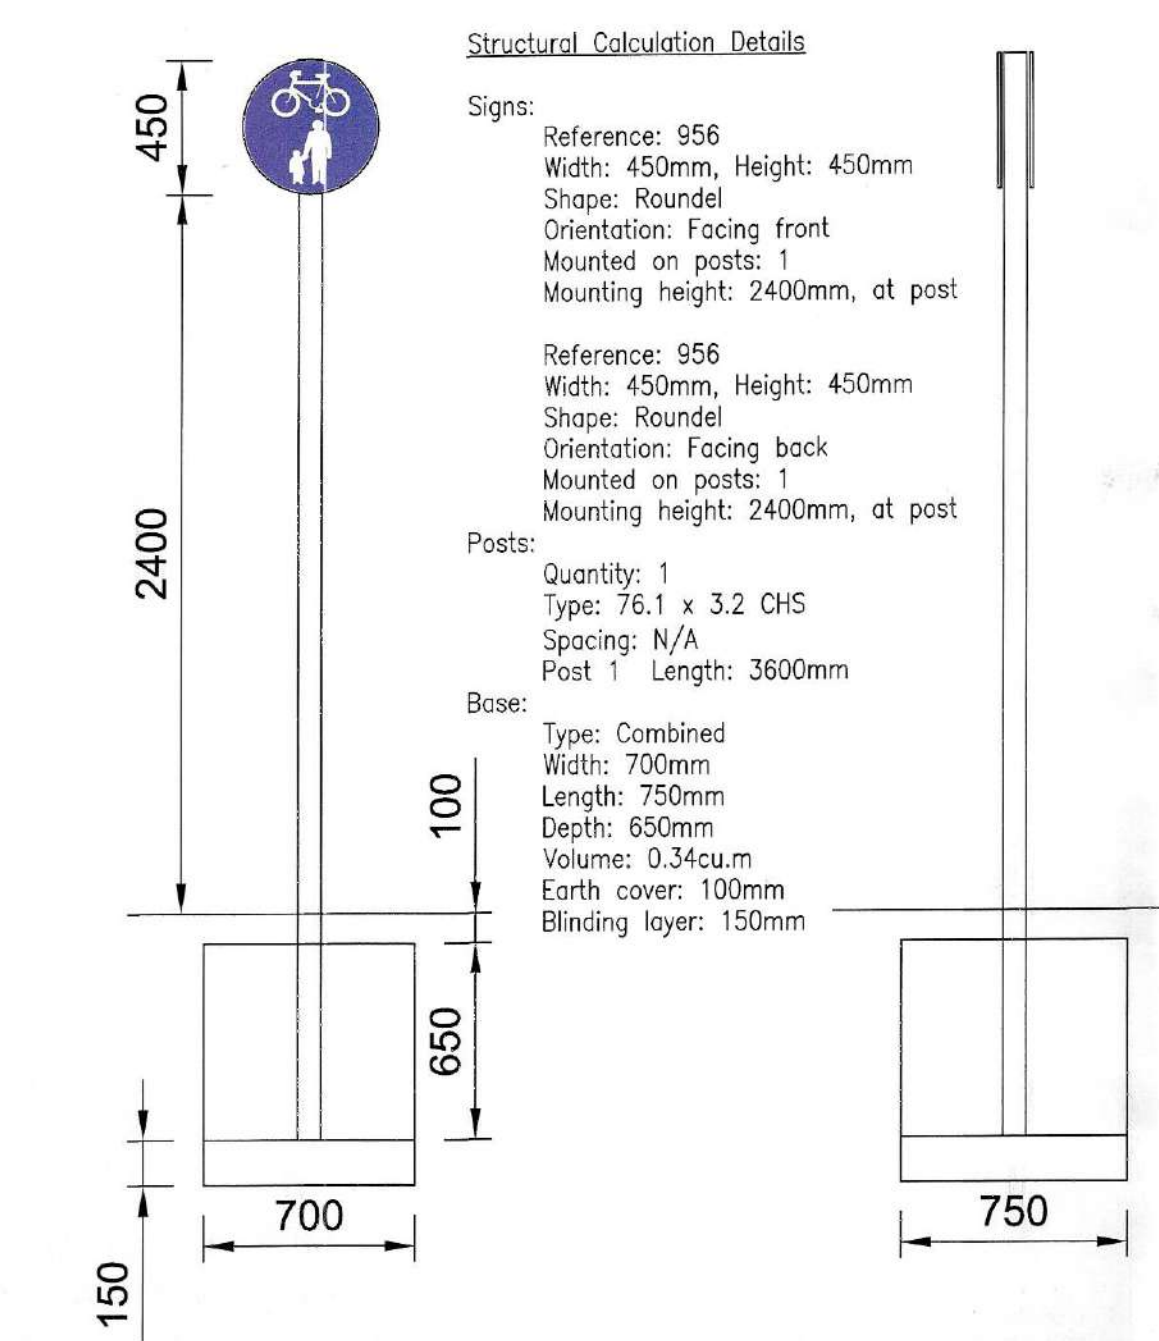 Structural Calculation Details
Signs:
Reference: 956
Width: 450mm, Height: 450mm
Shape: Roundel
Orientation: Facing front
Mounted on posts: 1
Mounting height: 2400mm, at post
Reference: 956
Width: 450mm, Height: 450mm
Shape: Roundel
Orientation: Facing back
Mounted on posts: 1
Mounting height: 2400mm, at post
Posts:
Quantity: 1
Type: 76.1 x 3.2 CHS
Spacing: N/A
Post 1 Length: 3600mm
Base:
Type: Combined
Width: 700mm
Length: 750mm
Depth: 650mm
Volume: 0.34cu.m
Earth cover: 100mm
Blinding layer: 150mm
450
2400
100
650
700
150
750